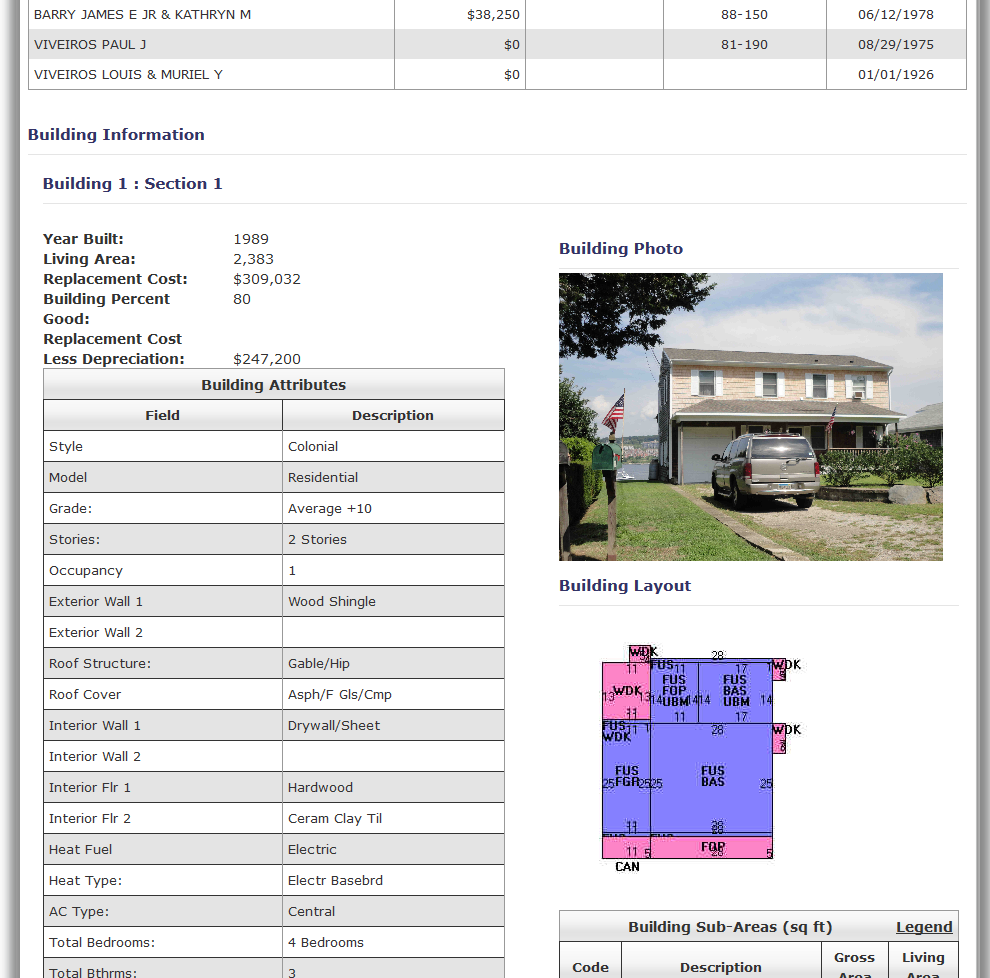 BARRY JAMES E JR & KATHRYN M $38,250 88-150 06/12/1978
VIVEIROS PAUL J $0 81-190 08/29/1975
VIVEIROS LOUIS & MURIEL Y $0 01/01/1926
Building Information
Building 1 : Section 1
Year Built: 1989
Living Area: 2,383
Replacement Cost: $309,032
Building Percent 80
Good:
Replacement Cost
Less Depreciation: $247,200
Building Attributes
Field Description
Style Colonial
Model Residential
Grade: Average +10
Stories: 2 Stories
Occupancy 1
Exterior Wall 1 Wood Shingle
Exterior Wall 2
Roof Structure: Gable/Hip
Roof Cover Asph/F Gls/Cmp
Interior Wall 1 Drywall/Sheet
Interior Wall 2
Interior Flr 1 Hardwood
Interior Flr 2 Ceram Clay Til
Heat Fuel Electric
Heat Type: Electr Basebrd
AC Type: Central
Total Bedrooms: 4 Bedrooms
Total Bthrms: 3
Building Photo
Building Layout
WDK 28
11 FUS 11 17 WDK
FUS FUS
13 WDK 13 FOP BAS
14 UBM 14 14 UBM 14
11 11 17
FUS 11 28 WDK
WDK
FUS FUS
25 FGR 25 25 BAS 25
11 28
FOP
11 5 28 5
CAN
Building Sub-Areas (sq ft) Legend
Code Description Gross Area Living Area